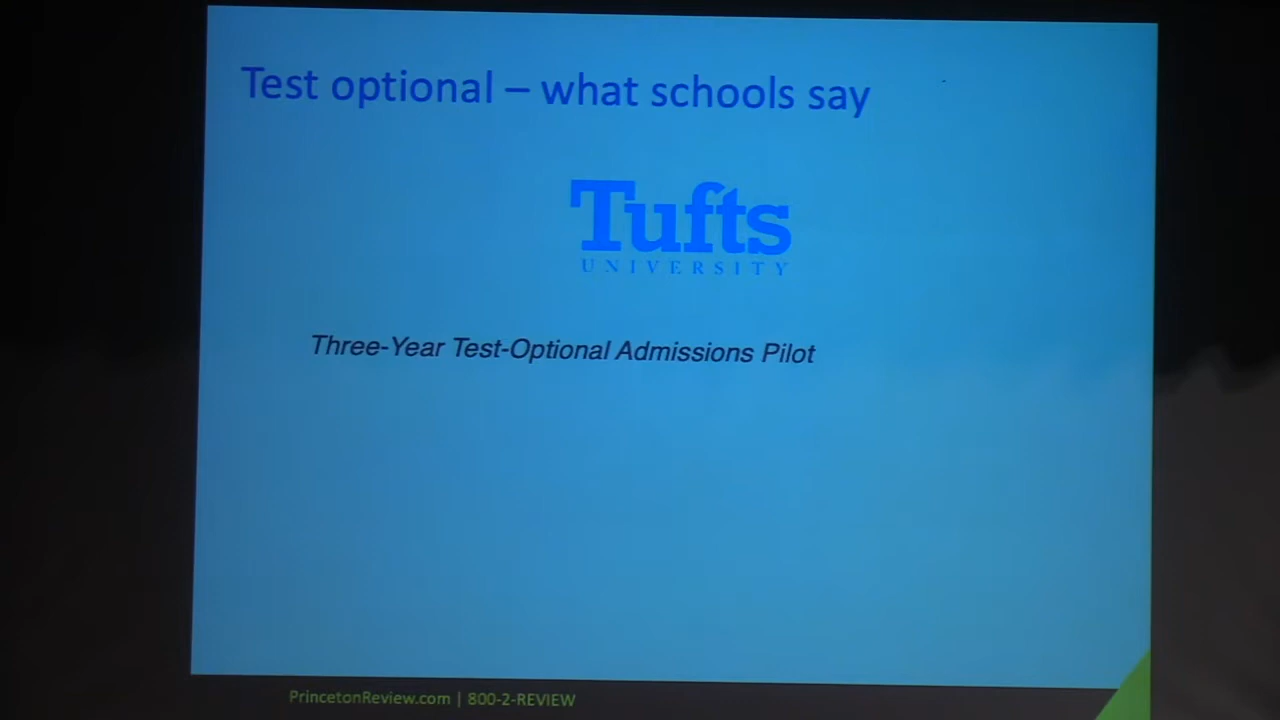 Test optional – what schools say
Tufts
UNIVERSITY
Three-Year Test-Optional Admissions Pilot
PrincetonReview.com | 800-2-REVIEW